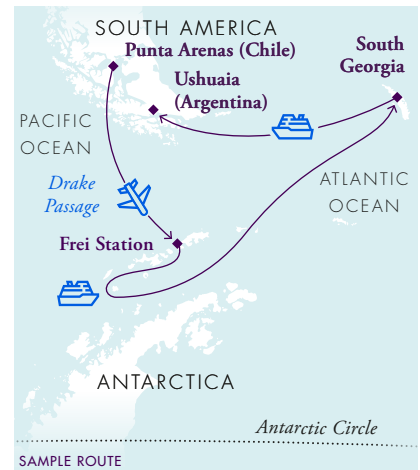 SOUTH AMERICA
Punta Arenas (Chile)
Ushuaia
(Argentina)
South
Georgia
PACIFIC
OCEAN
Drake
Passage
ATLANTIC
OCEAN
Frei Station
ANTARCTICA
Antarctic Circle
SAMPLE ROUTE